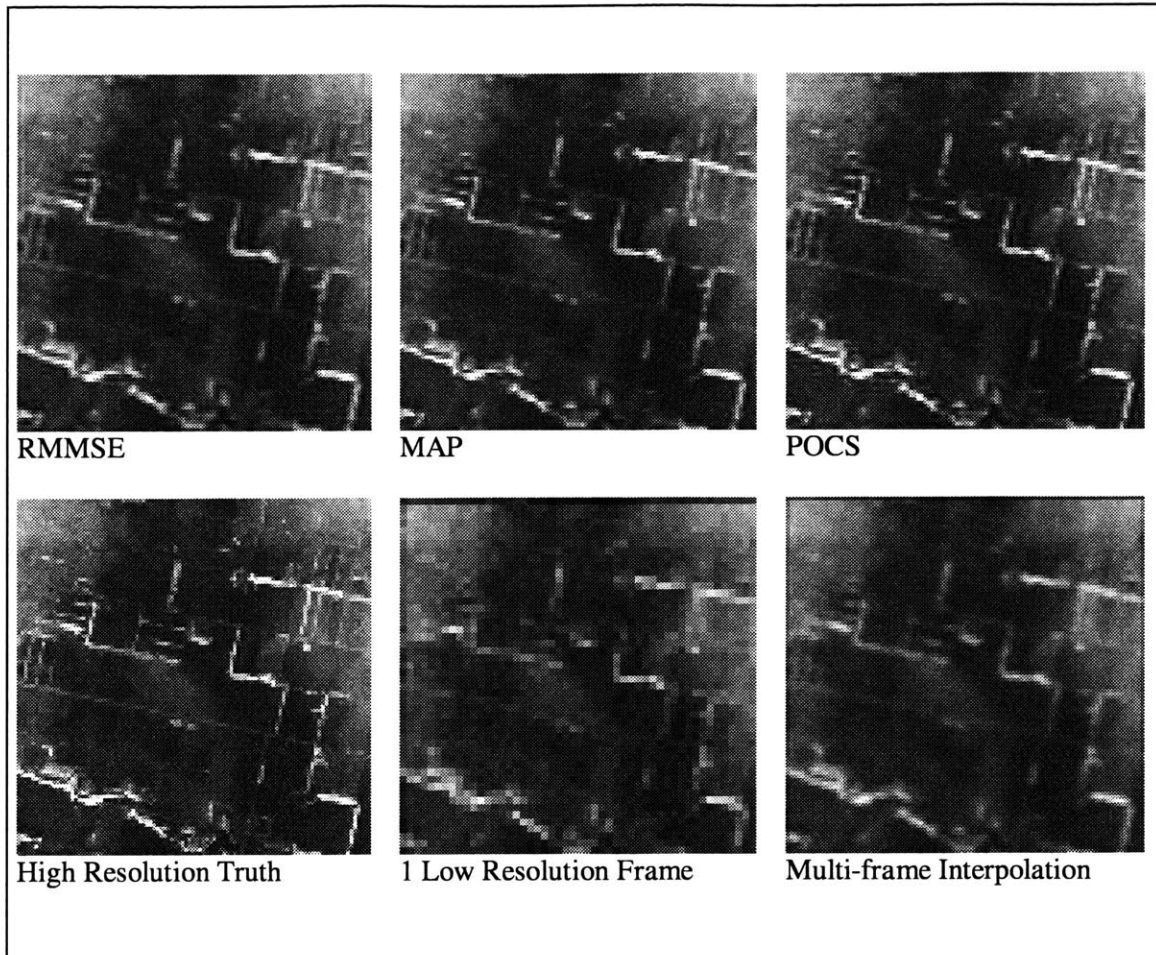 RMMSE
MAP
POCS
High Resolution Truth
1 Low Resolution Frame
Multi-frame Interpolation